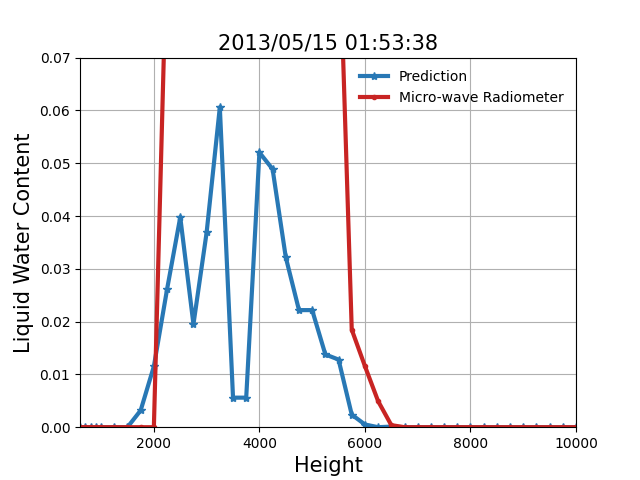 2013/05/15 01:53:38
Liquid Water Content
0.07
0.06
0.05
0.04
0.03
0.02
0.01
0.00
Prediction
Micro-wave Radiometer
2000 4000 6000 8000 10000
Height